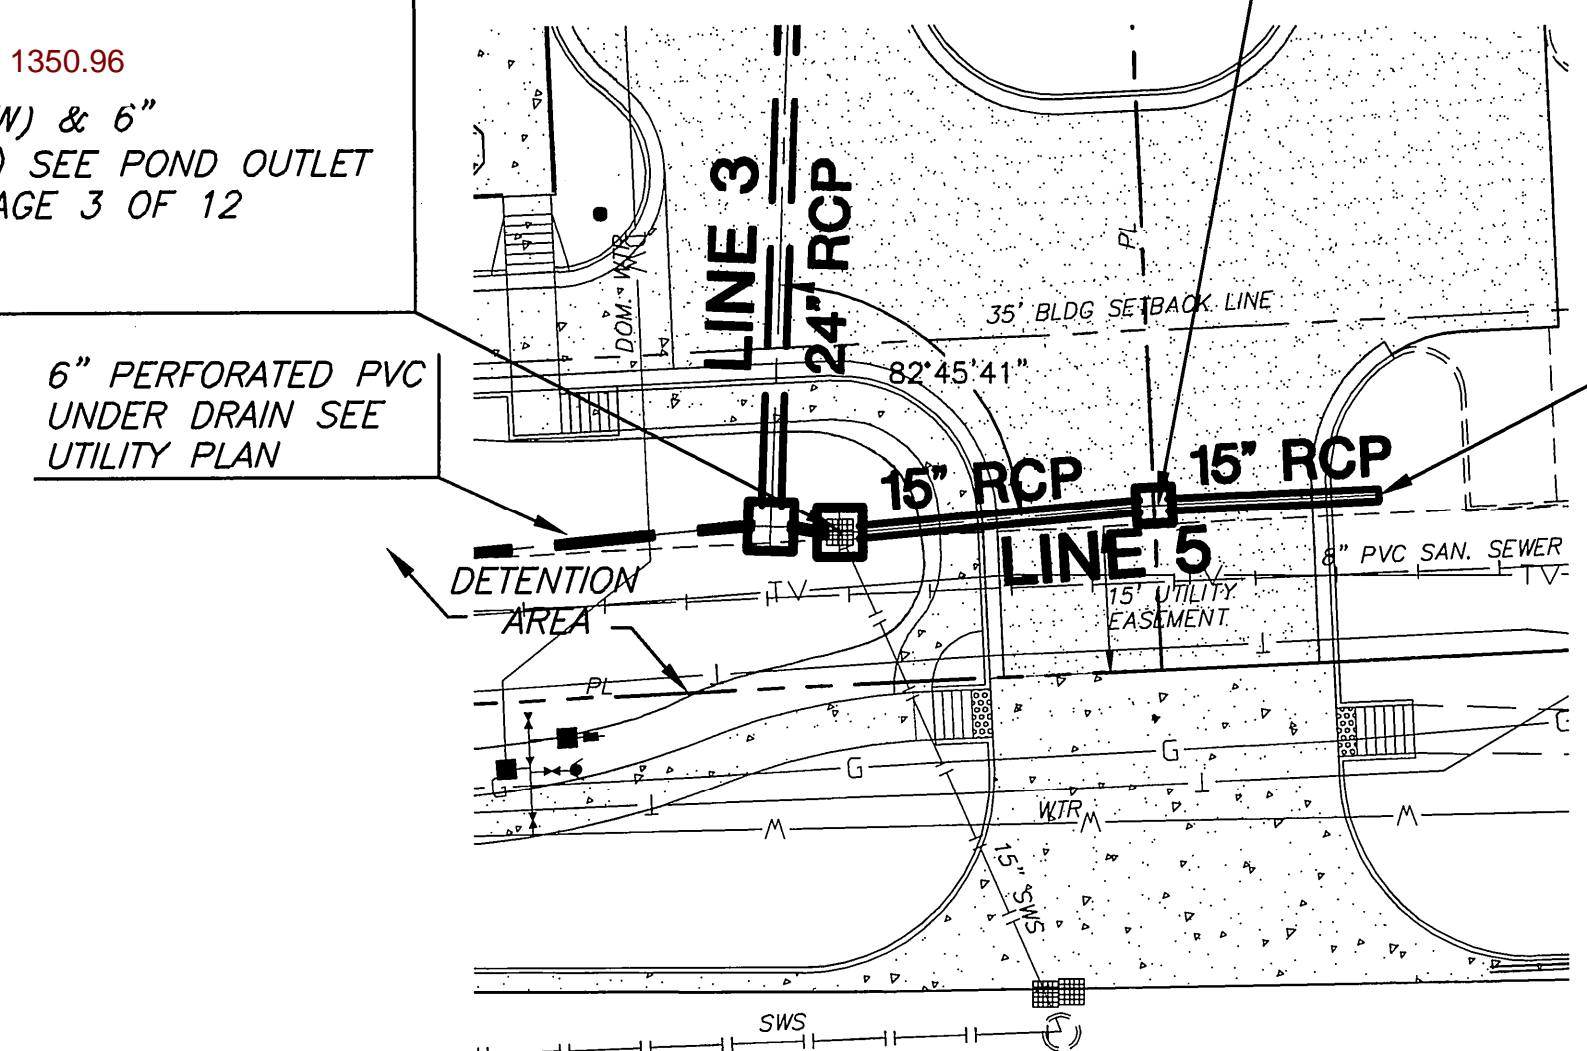 1350.96
W) & 6"
) SEE POND OUTLET
AGE 3 OF 12
6" PERFORATED PVC
UNDER DRAIN SEE
UTILITY PLAN
LINE 3
24" RCP
DOM. WTR
PL
35' BLDG SETBACK LINE
82°45'41"
15" RCP
15" RCP
LINE 5
8" PVC SAN. SEWER
DETENTION
AREA
TV
TV
15' UTILITY
EASEMENT
PL
G
G
G
WTR
15" SWS
SWS